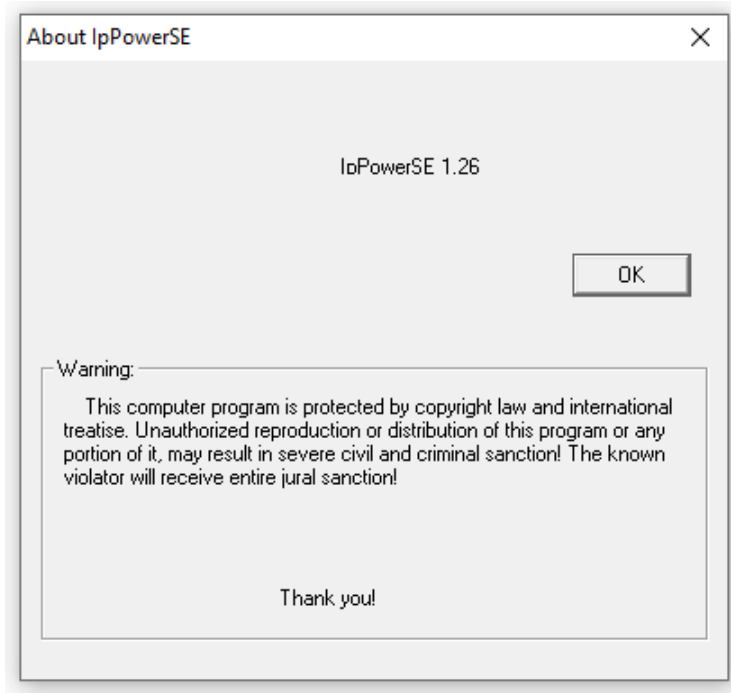 About IpPowerSE
IpPowerSE 1.26
OK
Warning:
This computer program is protected by copyright law and international
treatise. Unauthorized reproduction or distribution of this program or any
portion of it, may result in severe civil and criminal sanction! The known
violator will receive entire jural sanction!
Thank you!